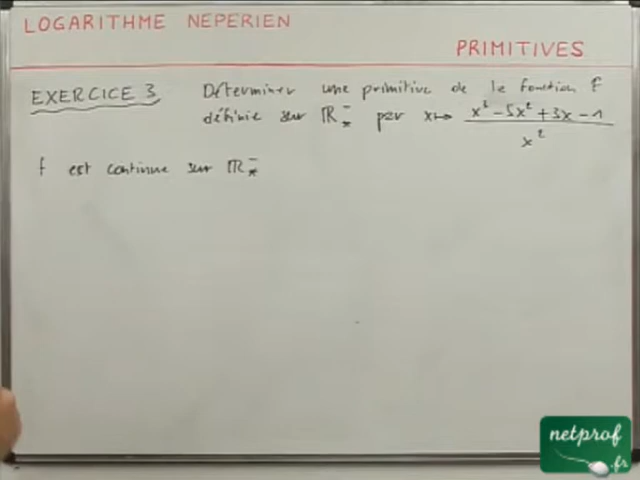 LOGARITHME NEPERIEN
PRIMITIVES
EXERCICE 3 Déterminer une primitive de la fonction f
définie sur ℝ₋* par x ↦ (x³ - 5x² + 3x - 1) / x²
f est continue sur ℝ₋*
netprof
.fr